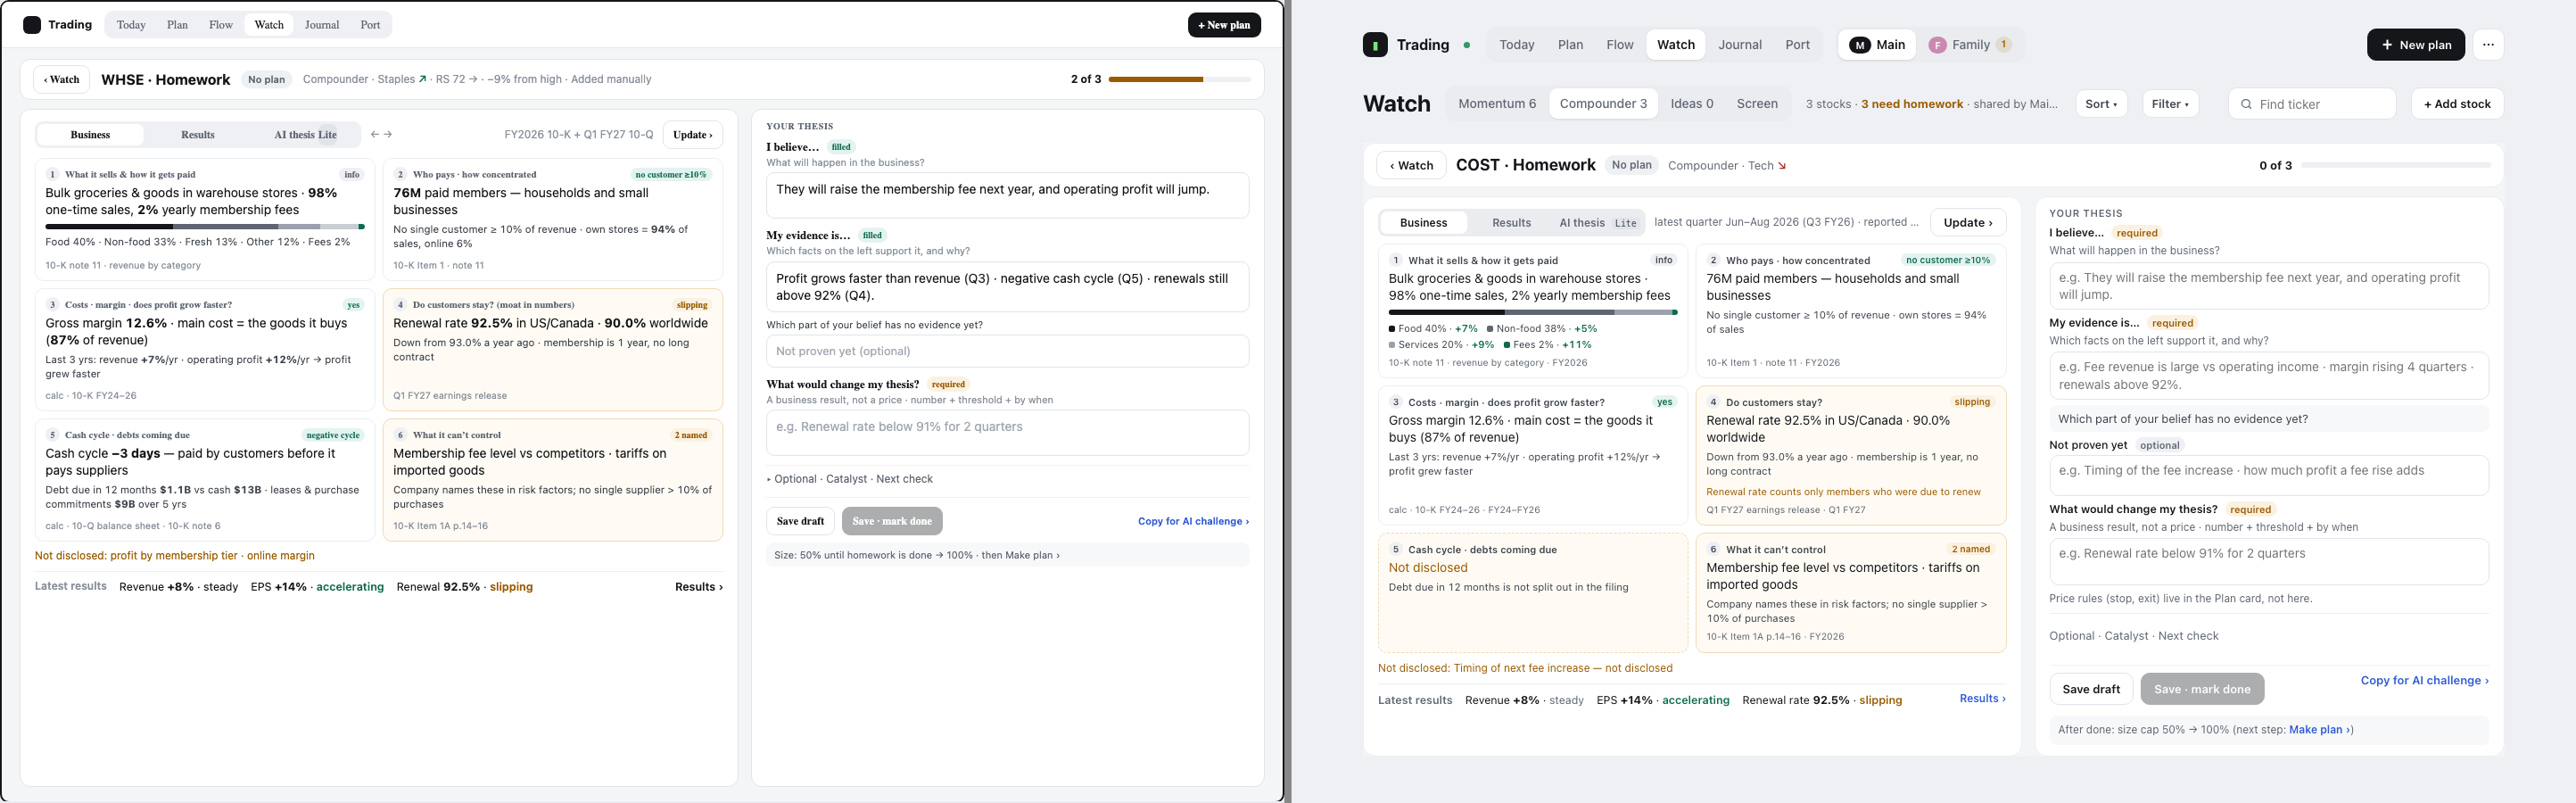 Trading
Today Plan Flow Watch Journal Port
+ New plan
‹ Watch WHSE · Homework No plan Compounder · Staples ↗ · RS 72 → · −9% from high · Added manually
2 of 3
Business Results AI thesis Lite ← → FY2026 10-K + Q1 FY27 10-Q Update ›
1 What it sells & how it gets paid info
Bulk groceries & goods in warehouse stores · 98%
one-time sales, 2% yearly membership fees
Food 40% · Non-food 33% · Fresh 13% · Other 12% · Fees 2%
10-K note 11 · revenue by category
2 Who pays · how concentrated no customer ≥10%
76M paid members — households and small
businesses
No single customer ≥ 10% of revenue · own stores = 94% of
sales, online 6%
10-K Item 1 · note 11
3 Costs · margin · does profit grow faster? yes
Gross margin 12.6% · main cost = the goods it buys
(87% of revenue)
Last 3 yrs: revenue +7%/yr · operating profit +12%/yr → profit
grew faster
calc · 10-K FY24–26
4 Do customers stay? (moat in numbers) slipping
Renewal rate 92.5% in US/Canada · 90.0% worldwide
Down from 93.0% a year ago · membership is 1 year, no long
contract
Q1 FY27 earnings release
5 Cash cycle · debts coming due negative cycle
Cash cycle −3 days — paid by customers before it
pays suppliers
Debt due in 12 months $1.1B vs cash $13B · leases & purchase
commitments $9B over 5 yrs
calc · 10-Q balance sheet · 10-K note 6
6 What it can’t control 2 named
Membership fee level vs competitors · tariffs on
imported goods
Company names these in risk factors; no single supplier > 10% of
purchases
10-K Item 1A p.14–16
Not disclosed: profit by membership tier · online margin
Latest results Revenue +8% · steady EPS +14% · accelerating Renewal 92.5% · slipping Results ›
YOUR THESIS
I believe... filled
What will happen in the business?
They will raise the membership fee next year, and operating profit will jump.
My evidence is... filled
Which facts on the left support it, and why?
Profit grows faster than revenue (Q3) · negative cash cycle (Q5) · renewals still
above 92% (Q4).
Which part of your belief has no evidence yet?
Not proven yet (optional)
What would change my thesis? required
A business result, not a price · number + threshold + by when
e.g. Renewal rate below 91% for 2 quarters
▸ Optional · Catalyst · Next check
Save draft Save · mark done Copy for AI challenge ›
Size: 50% until homework is done → 100% · then Make plan ›
Trading
Today Plan Flow Watch Journal Port
M Main F Family 1
+ New plan ...
Watch Momentum 6 Compounder 3 Ideas 0 Screen 3 stocks · 3 need homework · shared by Mai... Sort ▾ Filter ▾ Find ticker + Add stock
‹ Watch COST · Homework No plan Compounder · Tech ↘
0 of 3
Business Results AI thesis Lite latest quarter Jun–Aug 2026 (Q3 FY26) · reported ... Update ›
1 What it sells & how it gets paid info
Bulk groceries & goods in warehouse stores ·
98% one-time sales, 2% yearly membership fees
Food 40% · +7% Non-food 38% · +5%
Services 20% · +9% Fees 2% · +11%
10-K note 11 · revenue by category · FY2026
2 Who pays · how concentrated no customer ≥10%
76M paid members — households and small
businesses
No single customer ≥ 10% of revenue · own stores = 94%
of sales
10-K Item 1 · note 11 · FY2026
3 Costs · margin · does profit grow faster? yes
Gross margin 12.6% · main cost = the goods it
buys (87% of revenue)
Last 3 yrs: revenue +7%/yr · operating profit +12%/yr →
profit grew faster
calc · 10-K FY24–26 · FY24–FY26
4 Do customers stay? slipping
Renewal rate 92.5% in US/Canada · 90.0%
worldwide
Down from 93.0% a year ago · membership is 1 year, no
long contract
Renewal rate counts only members who were due to renew
Q1 FY27 earnings release · Q1 FY27
5 Cash cycle · debts coming due
Not disclosed
Debt due in 12 months is not split out in the filing
6 What it can’t control 2 named
Membership fee level vs competitors · tariffs on
imported goods
Company names these in risk factors; no single supplier >
10% of purchases
10-K Item 1A p.14–16 · FY2026
Not disclosed: Timing of next fee increase — not disclosed
Latest results Revenue +8% · steady EPS +14% · accelerating Renewal rate 92.5% · slipping Results ›
YOUR THESIS
I believe... required
What will happen in the business?
e.g. They will raise the membership fee next year, and operating profit
will jump.
My evidence is... required
Which facts on the left support it, and why?
e.g. Fee revenue is large vs operating income · margin rising 4 quarters ·
renewals above 92%.
Which part of your belief has no evidence yet?
Not proven yet optional
e.g. Timing of the fee increase · how much profit a fee rise adds
What would change my thesis? required
A business result, not a price · number + threshold + by when
e.g. Renewal rate below 91% for 2 quarters
Price rules (stop, exit) live in the Plan card, not here.
Optional · Catalyst · Next check
Save draft Save · mark done Copy for AI challenge ›
After done: size cap 50% → 100% (next step: Make plan ›)